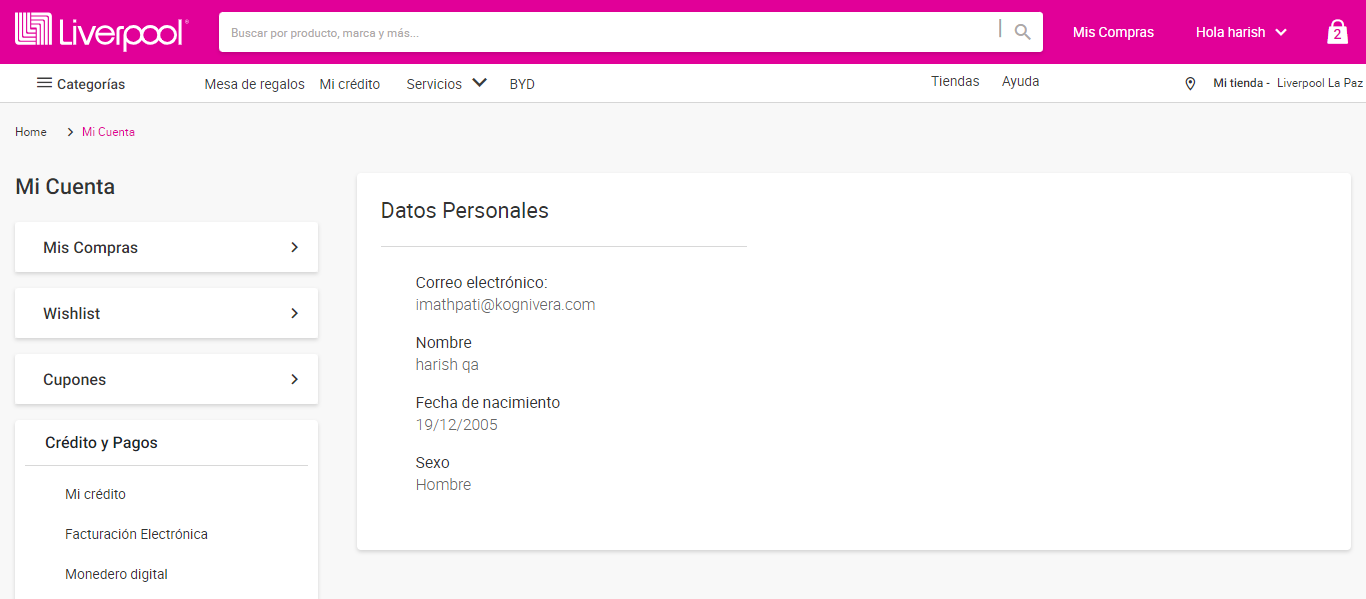 Liverpool
Buscar por producto, marca y más...
Mis Compras
Hola harish
2
Categorías
Mesa de regalos
Mi crédito
Servicios
BYD
Tiendas
Ayuda
Mi tienda - Liverpool La Paz
Home
Mi Cuenta
Mi Cuenta
Mis Compras
Wishlist
Cupones
Crédito y Pagos
Mi crédito
Facturación Electrónica
Monedero digital
Datos Personales
Correo electrónico:
imathpati@kognivera.com
Nombre
harish qa
Fecha de nacimiento
19/12/2005
Sexo
Hombre